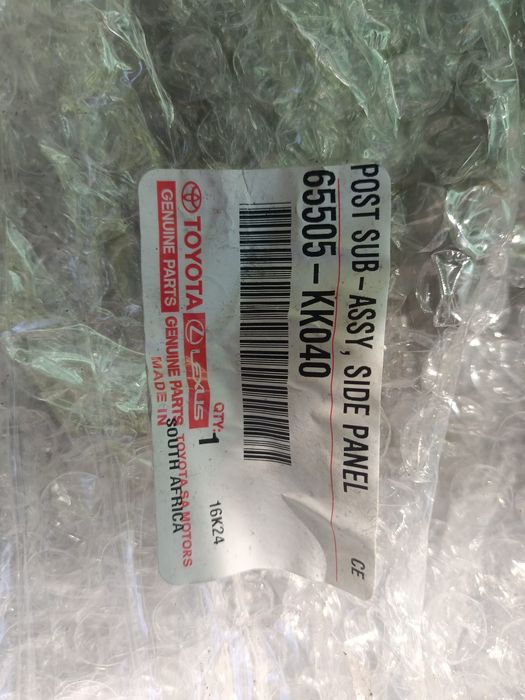 POST SUB-ASSY, SIDE PANEL CE
65505-KK040
TOYOTA LEXUS QTY: 1 16K24
GENUINE PARTS GENUINE PARTS TOYOTA SA MOTORS
MADE IN SOUTH AFRICA